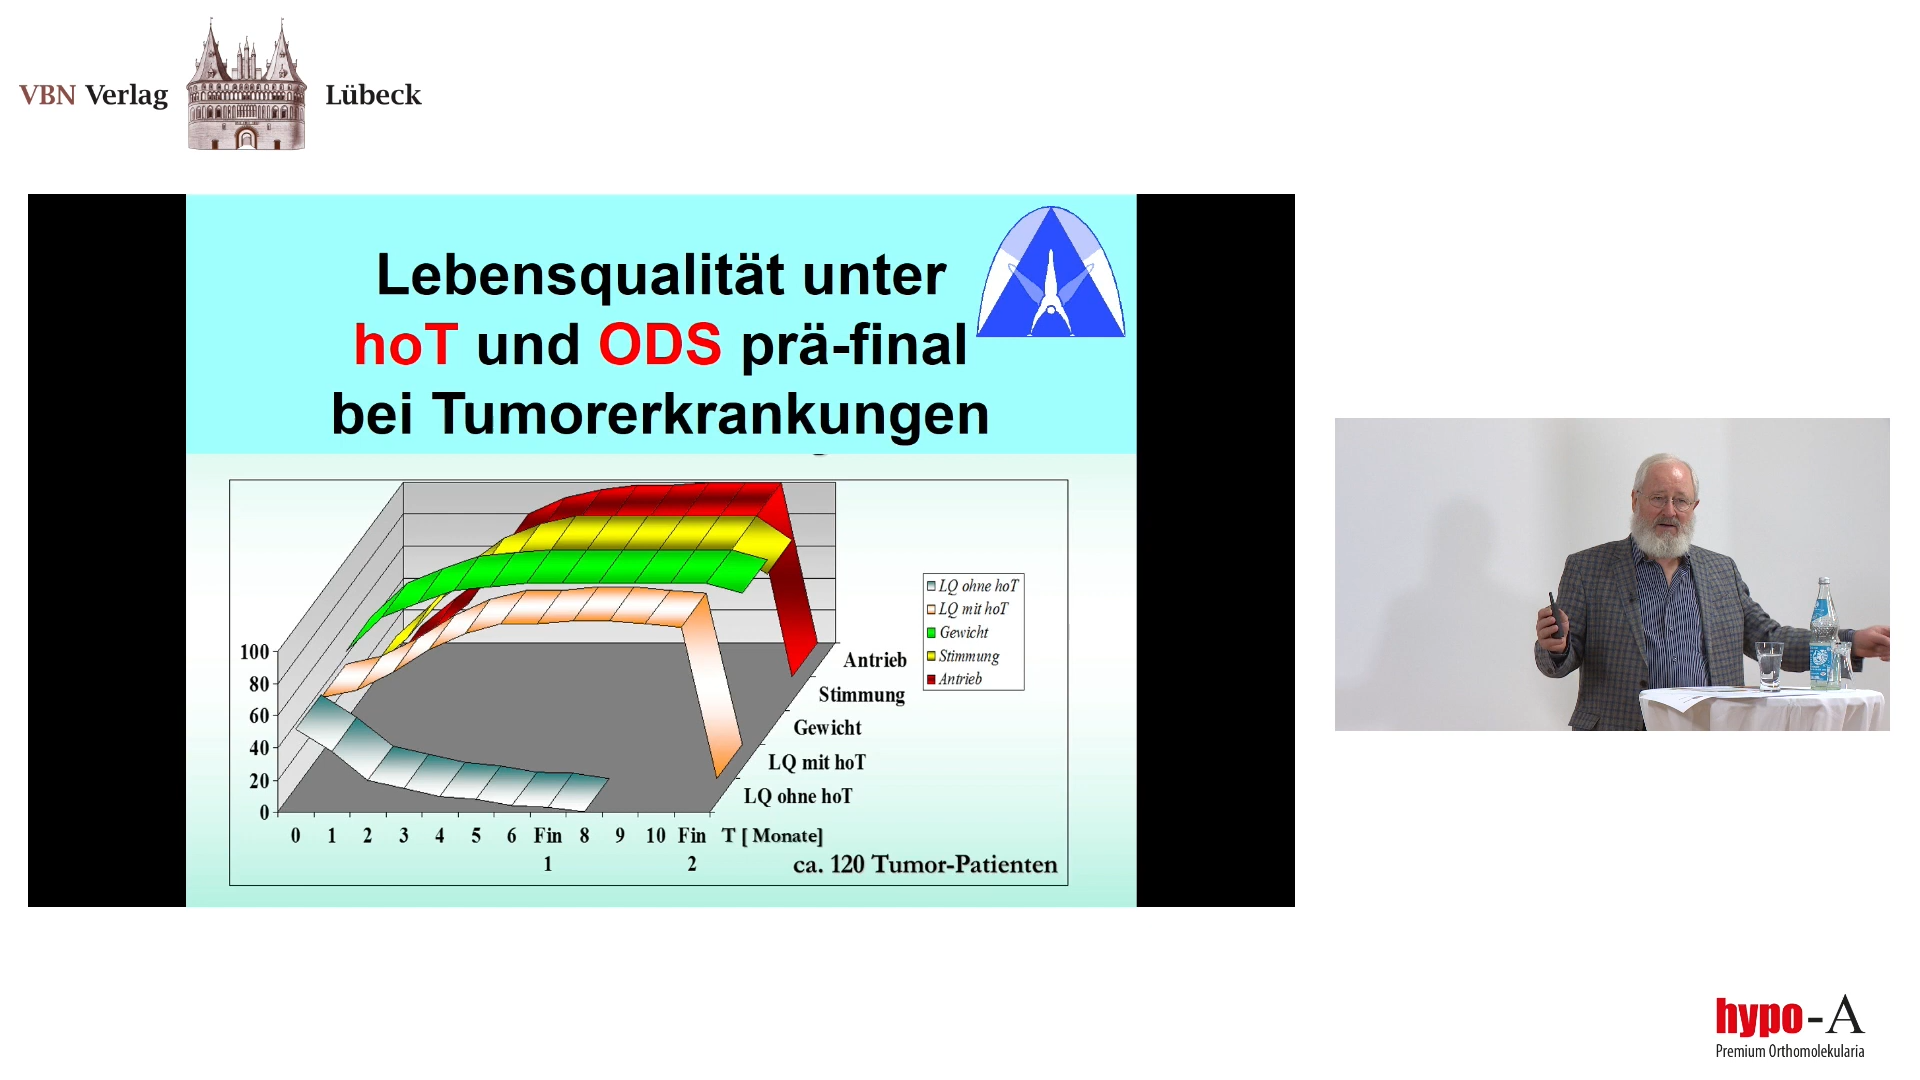 VBN Verlag Lübeck
Lebensqualität unter
hoT und ODS prä-final
bei Tumorerkrankungen
100
80
60
40
20
0
0 1 2 3 4 5 6 Fin 8 9 10 Fin T [ Monate]
1 2
ca. 120 Tumor-Patienten
Antrieb
Stimmung
Gewicht
LQ mit hoT
LQ ohne hoT
LQ ohne hoT
LQ mit hoT
Gewicht
Stimmung
Antrieb
hypo-A
Premium Orthomolekularia